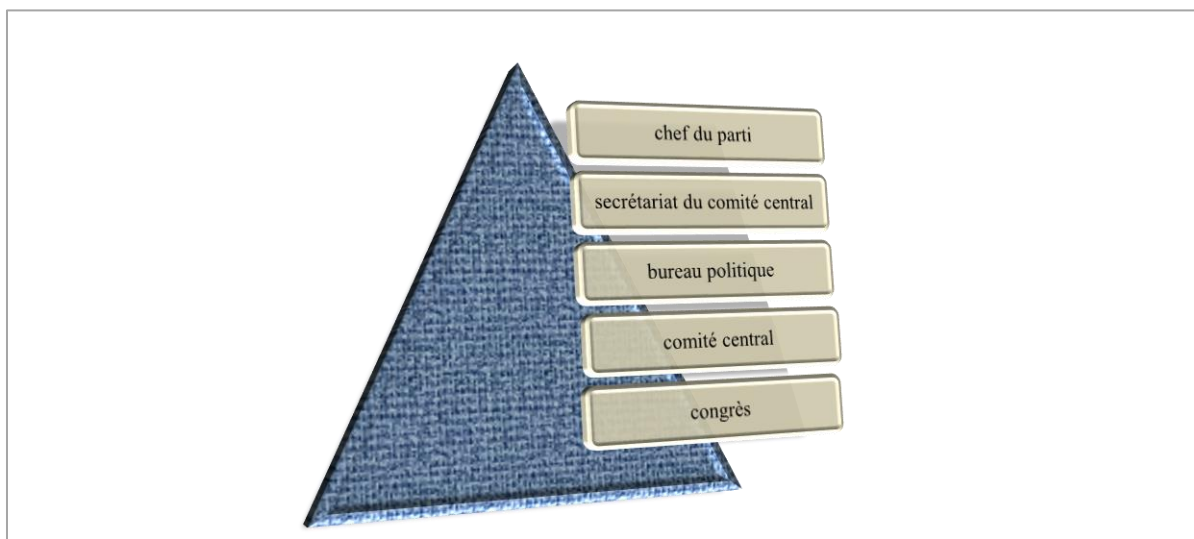 chef du parti
secrétariat du comité central
bureau politique
comité central
congrès